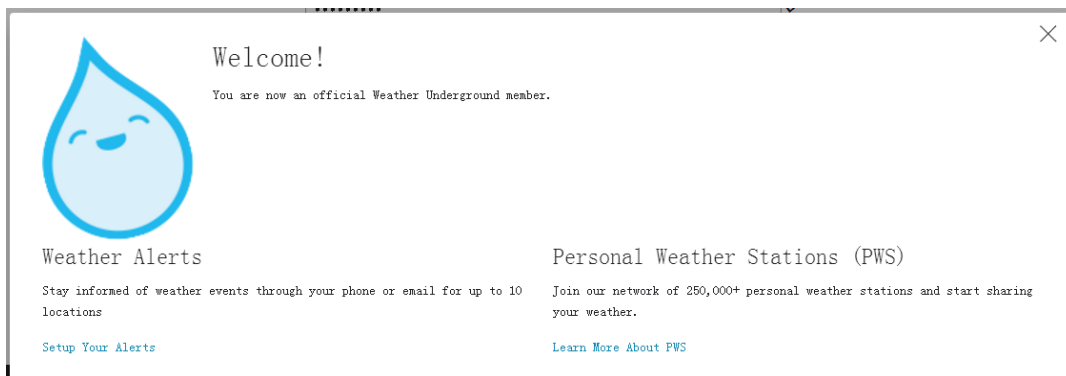 Welcome!
You are now an official Weather Underground member.
Weather Alerts
Stay informed of weather events through your phone or email for up to 10
locations
Setup Your Alerts
Personal Weather Stations (PWS)
Join our network of 250,000+ personal weather stations and start sharing
your weather.
Learn More About PWS